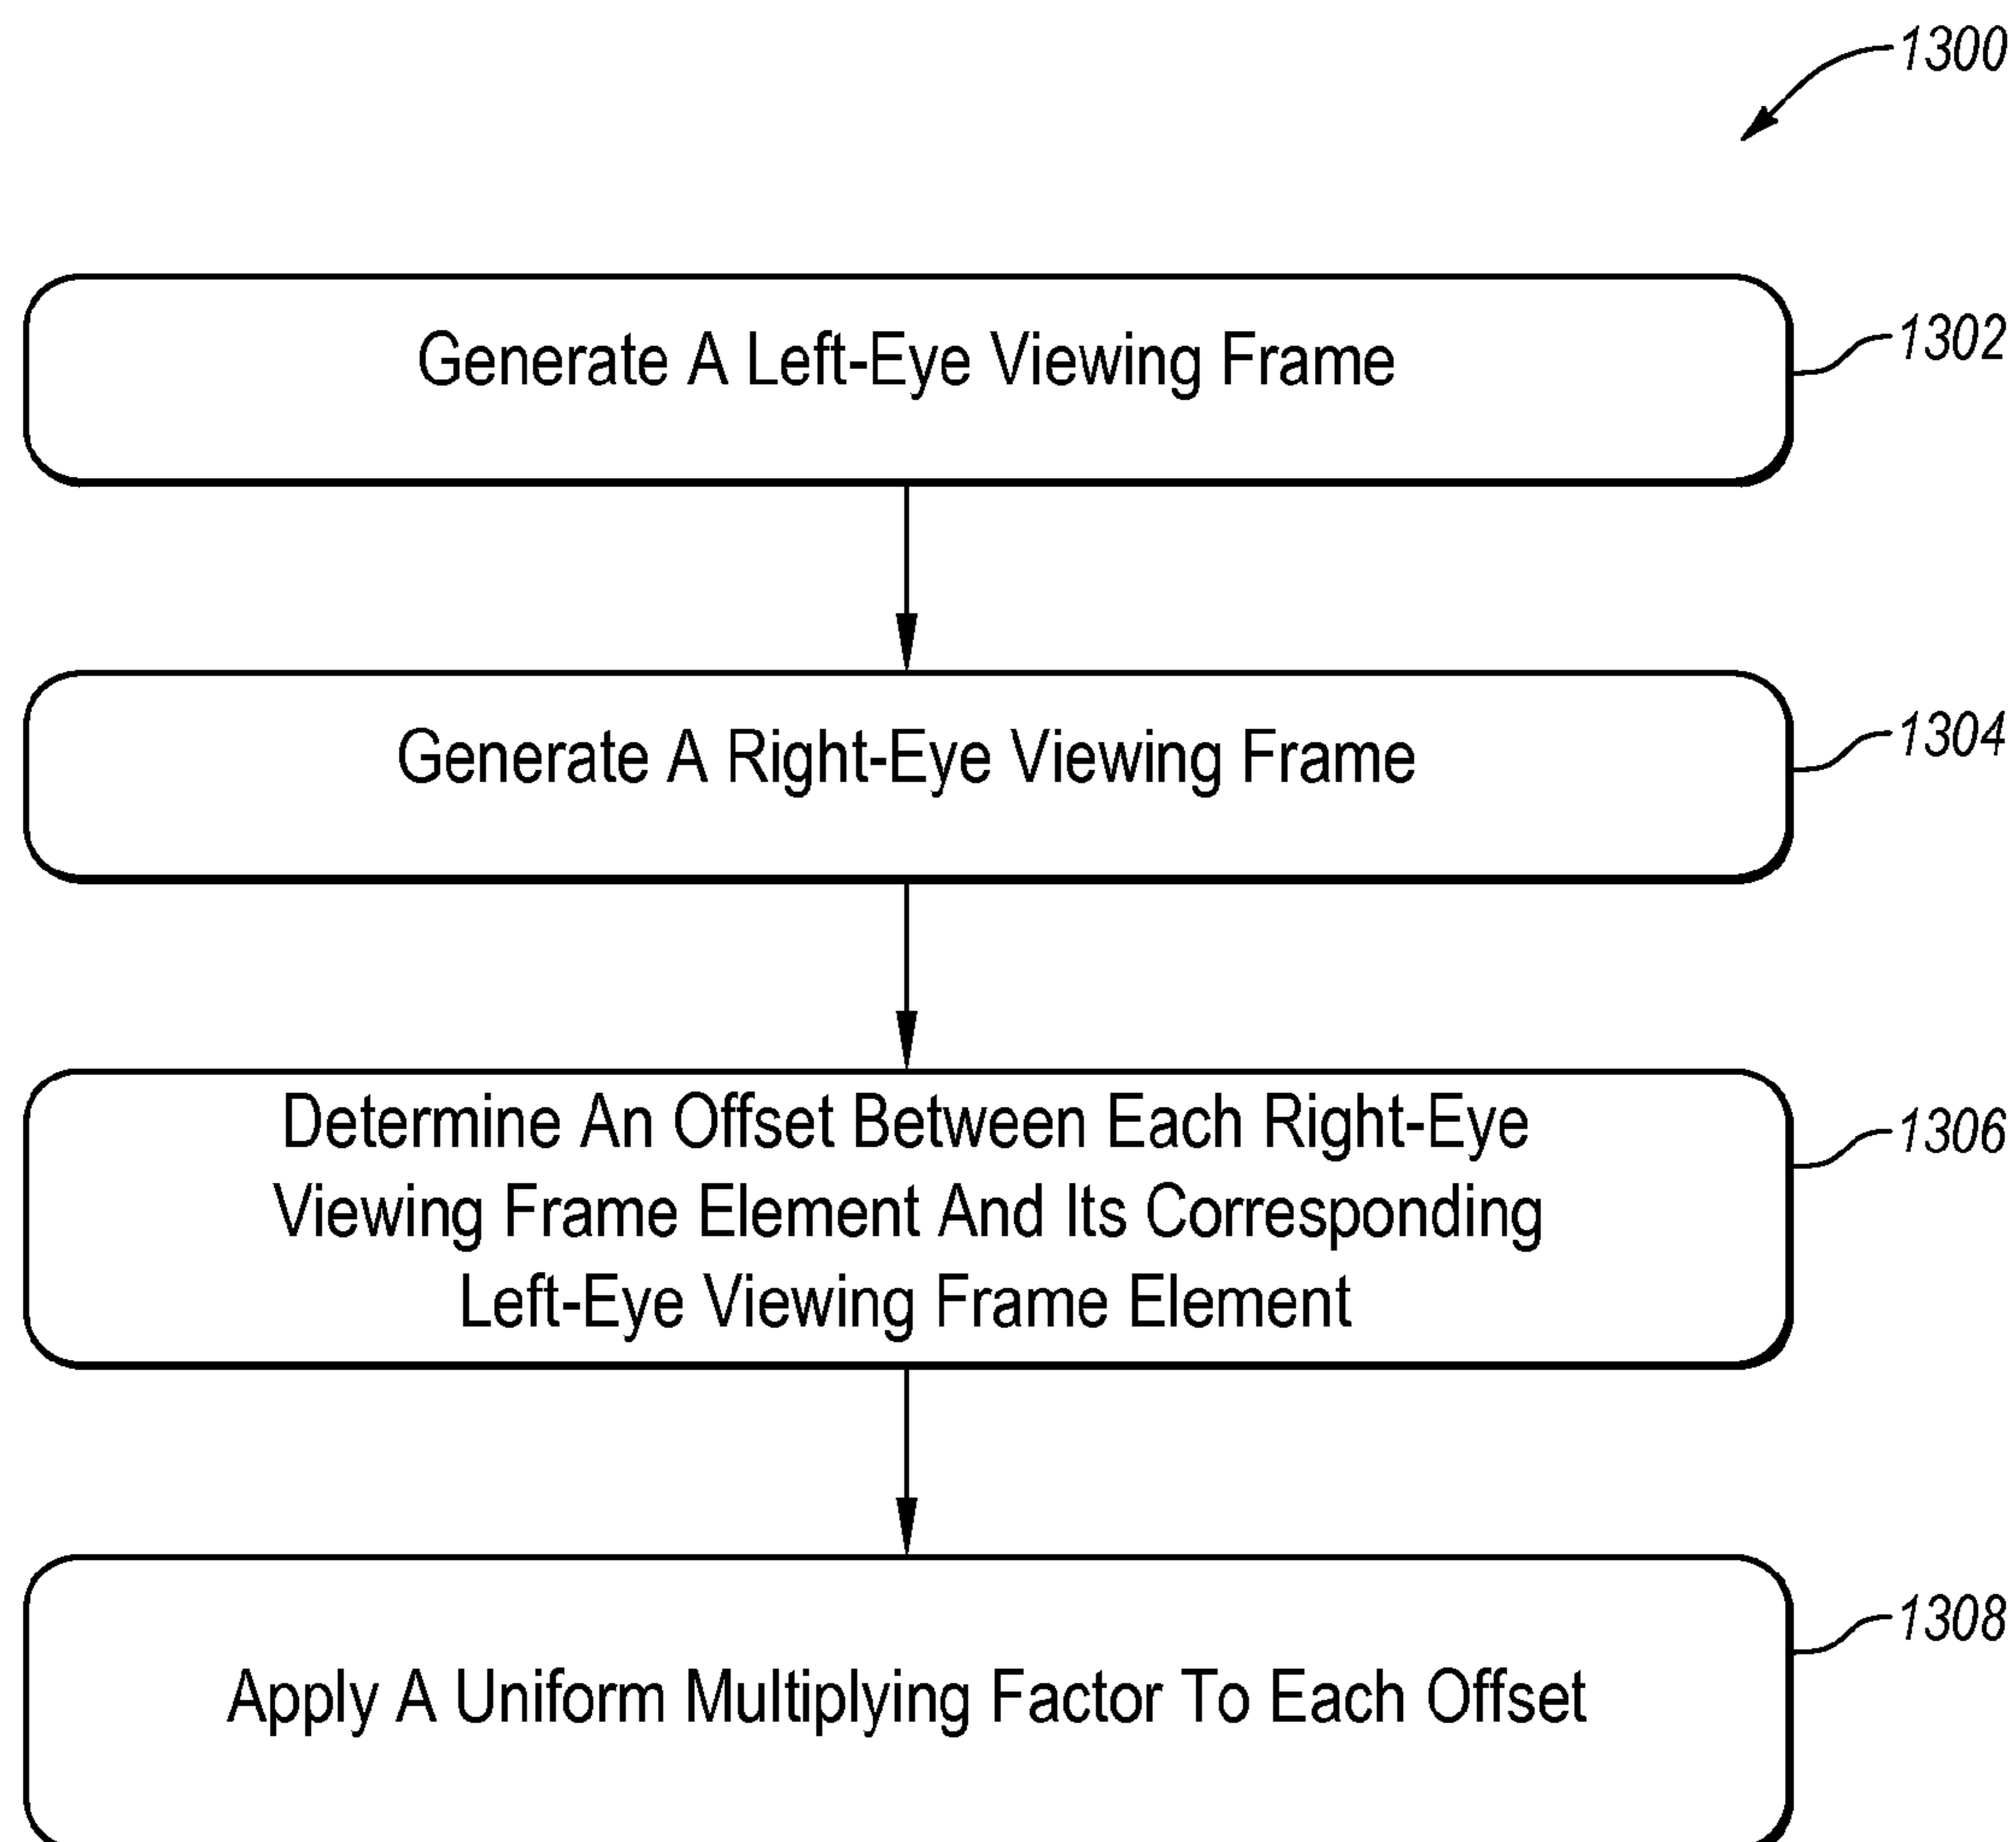 1300
Generate A Left-Eye Viewing Frame
1302
Generate A Right-Eye Viewing Frame
1304
Determine An Offset Between Each Right-Eye
Viewing Frame Element And Its Corresponding
Left-Eye Viewing Frame Element
1306
Apply A Uniform Multiplying Factor To Each Offset
1308